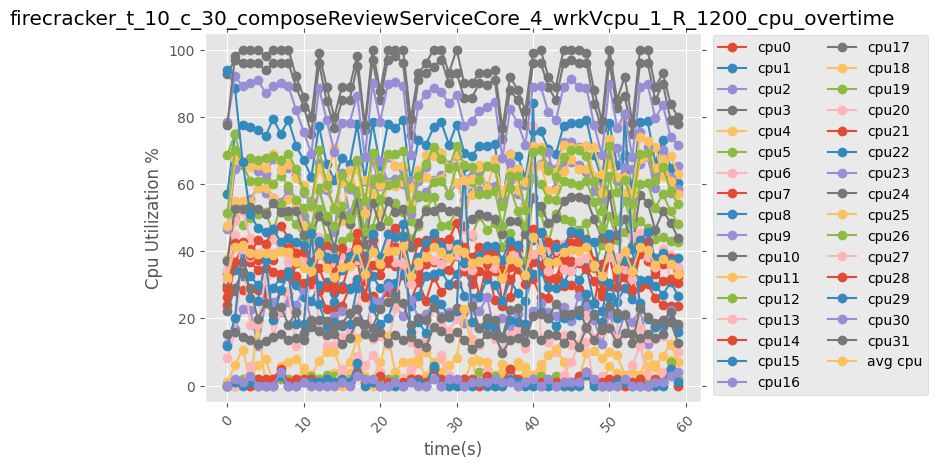 firecracker_t_10_c_30_composeReviewServiceCore_4_wrkVcpu_1_R_1200_cpu_overtime
Cpu Utilization %
100
80
60
40
20
0
0
10
20
30
40
50
60
time(s)
cpu0
cpu1
cpu2
cpu3
cpu4
cpu5
cpu6
cpu7
cpu8
cpu9
cpu10
cpu11
cpu12
cpu13
cpu14
cpu15
cpu16
cpu17
cpu18
cpu19
cpu20
cpu21
cpu22
cpu23
cpu24
cpu25
cpu26
cpu27
cpu28
cpu29
cpu30
cpu31
avg cpu